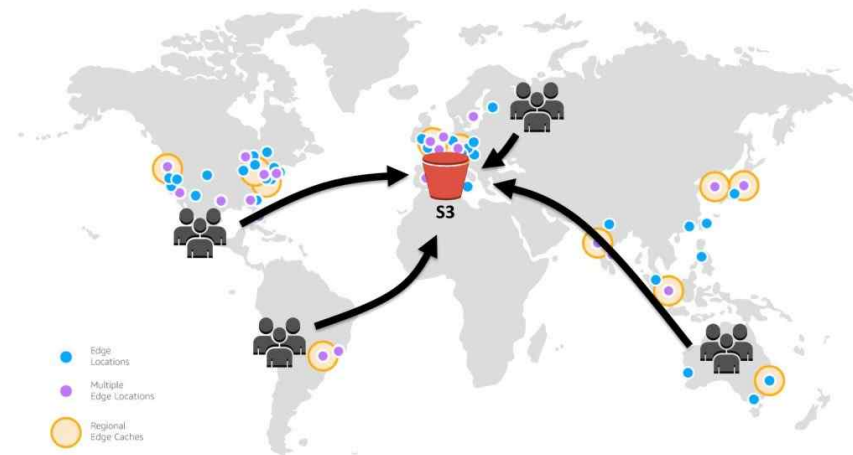 S3
Edge
Locations
Multiple
Edge Locations
Regional
Edge Caches